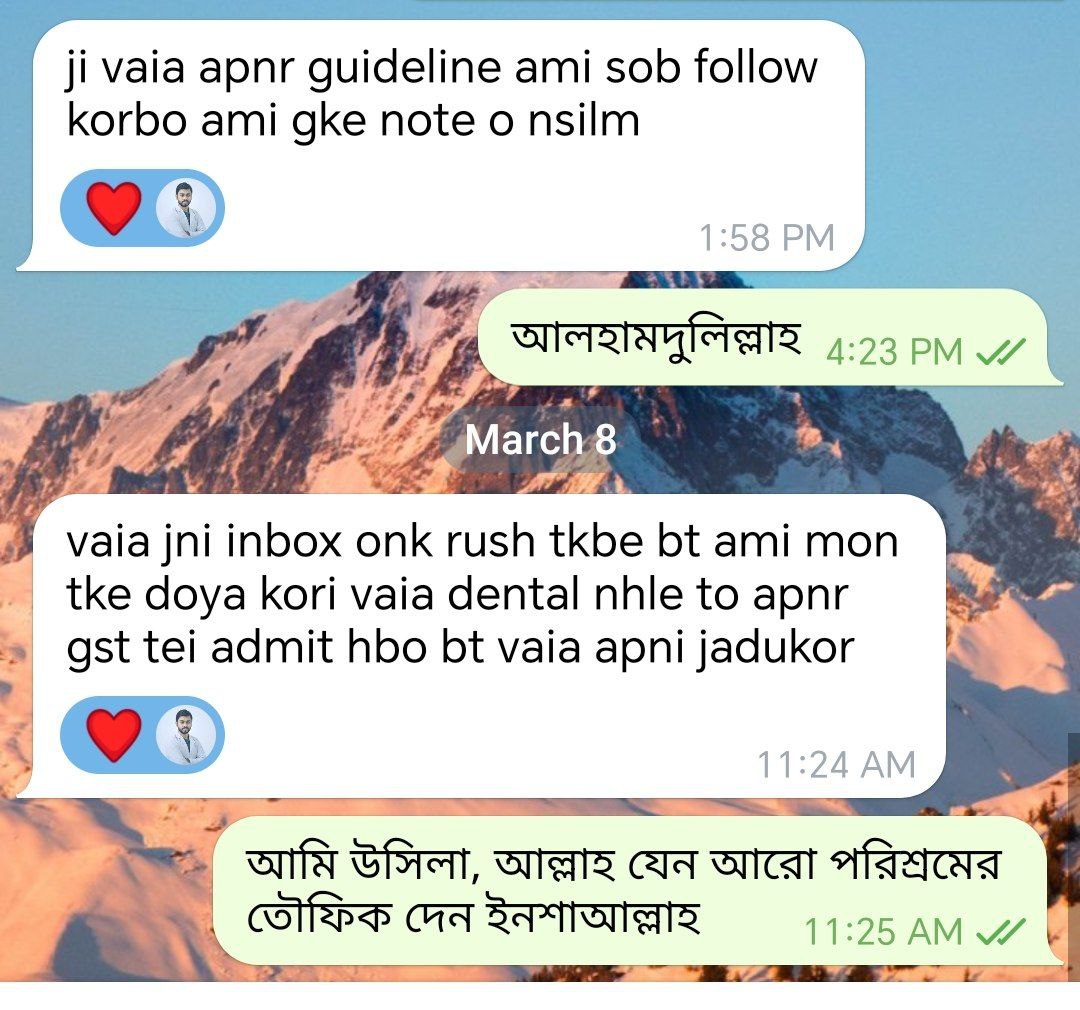 ji vaia apnr guideline ami sob follow
korbo ami gke note o nsilm
1:58 PM
আলহামদুলিল্লাহ 4:23 PM
March 8
vaia jni inbox onk rush tkbe bt ami mon
tke doya kori vaia dental nhle to apnr
gst tei admit hbo bt vaia apni jadukor
11:24 AM
আমি উসিলা, আল্লাহ যেন আরো পরিশ্রমের
তৌফিক দেন ইনশাআল্লাহ 11:25 AM